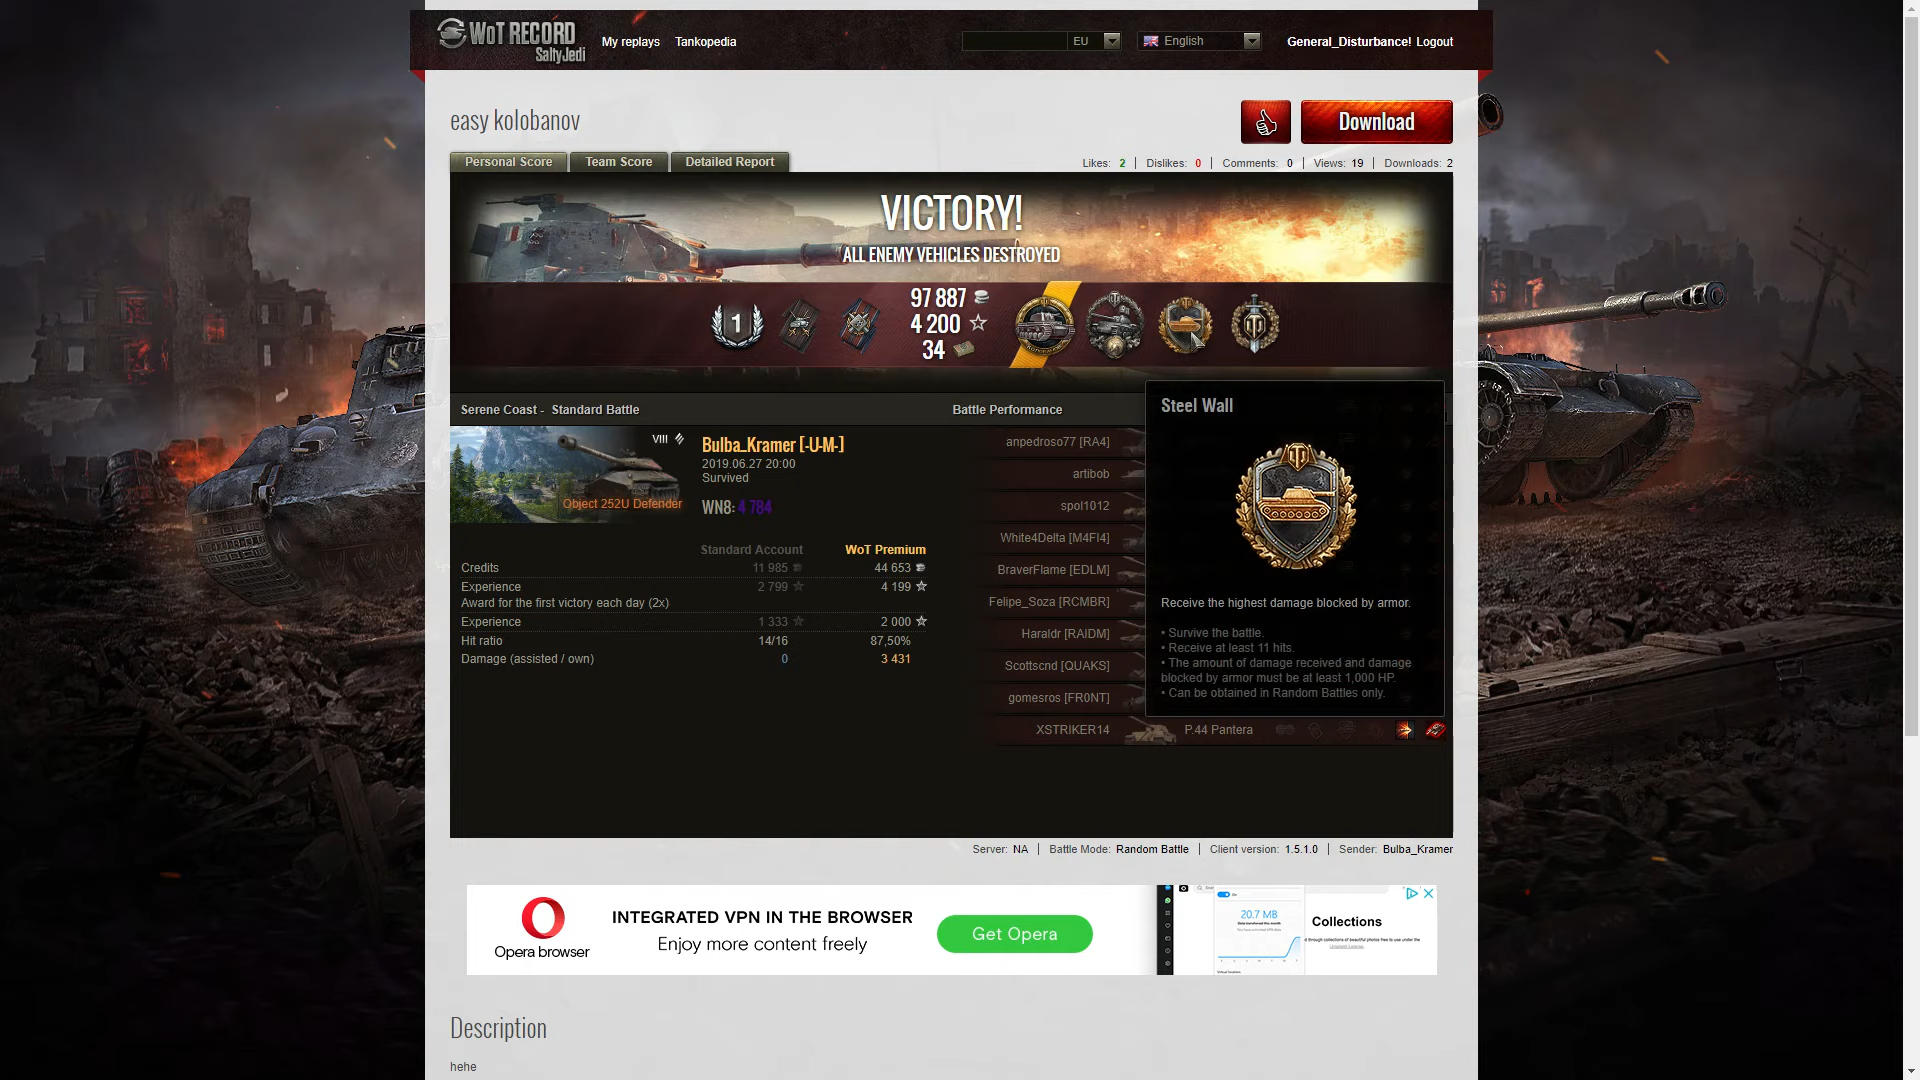 WoT RECORD
SaltyJedi
My replays
Tankopedia
EU
English
General_Disturbance! Logout
easy kolobanov
Download
Personal Score
Team Score
Detailed Report
Likes: 2 | Dislikes: 0 | Comments: 0 | Views: 19 | Downloads: 2
VICTORY!
ALL ENEMY VEHICLES DESTROYED
1
97 887
4 200
34
Serene Coast - Standard Battle
Battle Performance
VIII
Object 252U Defender
Bulba_Kramer [-U-M-]
2019.06.27 20:00
Survived
WN8: 4 784
Standard Account
WoT Premium
Credits 11 985 44 653
Experience 2 799 4 199
Award for the first victory each day (2x)
Experience 1 333 2 000
Hit ratio 14/16 87,50%
Damage (assisted / own) 0 3 431
anpedroso77 [RA4]
artibob
spol1012
White4Delta [M4FI4]
BraverFlame [EDLM]
Felipe_Soza [RCMBR]
Haraldr [RAIDM]
Scottscnd [QUAKS]
gomesros [FR0NT]
XSTRIKER14 P.44 Pantera
Steel Wall
Receive the highest damage blocked by armor.
• Survive the battle.
• Receive at least 11 hits.
• The amount of damage received and damage
blocked by armor must be at least 1,000 HP.
• Can be obtained in Random Battles only.
Server: NA | Battle Mode: Random Battle | Client version: 1.5.1.0 | Sender: Bulba_Kramer
Opera browser
INTEGRATED VPN IN THE BROWSER
Enjoy more content freely
Get Opera
20.7 MB
Collections
Description
hehe